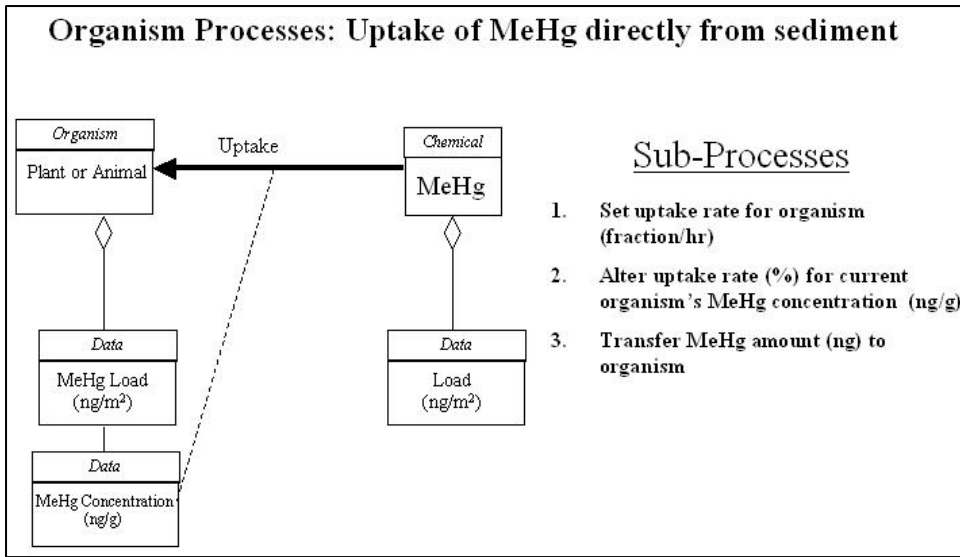 Organism Processes: Uptake of MeHg directly from sediment
Organism
Plant or Animal
Uptake
Chemical
MeHg
Data
MeHg Load
(ng/m²)
Data
MeHg Concentration
(ng/g)
Data
Load
(ng/m²)
Sub-Processes
1. Set uptake rate for organism
(fraction/hr)
2. Alter uptake rate (%) for current
organism's MeHg concentration (ng/g)
3. Transfer MeHg amount (ng) to
organism